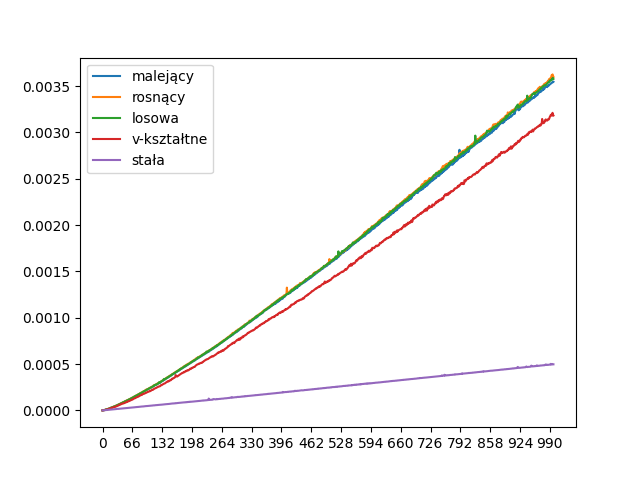 malejący
rosnący
losowa
v-kształtne
stała
0.0035
0.0030
0.0025
0.0020
0.0015
0.0010
0.0005
0.0000
0 66 132 198 264 330 396 462 528 594 660 726 792 858 924 990